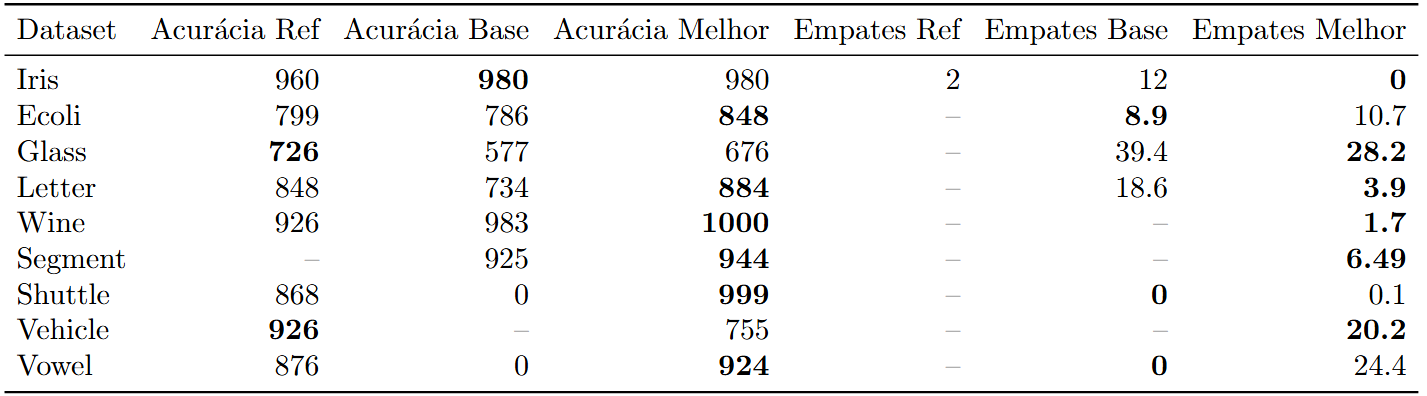 Dataset Acurácia Ref Acurácia Base Acurácia Melhor Empates Ref Empates Base Empates Melhor
Iris 960 980 980 2 12 0
Ecoli 799 786 848 – 8.9 10.7
Glass 726 577 676 – 39.4 28.2
Letter 848 734 884 – 18.6 3.9
Wine 926 983 1000 – – 1.7
Segment – 925 944 – – 6.49
Shuttle 868 0 999 – 0 0.1
Vehicle 926 – 755 – – 20.2
Vowel 876 0 924 – 0 24.4